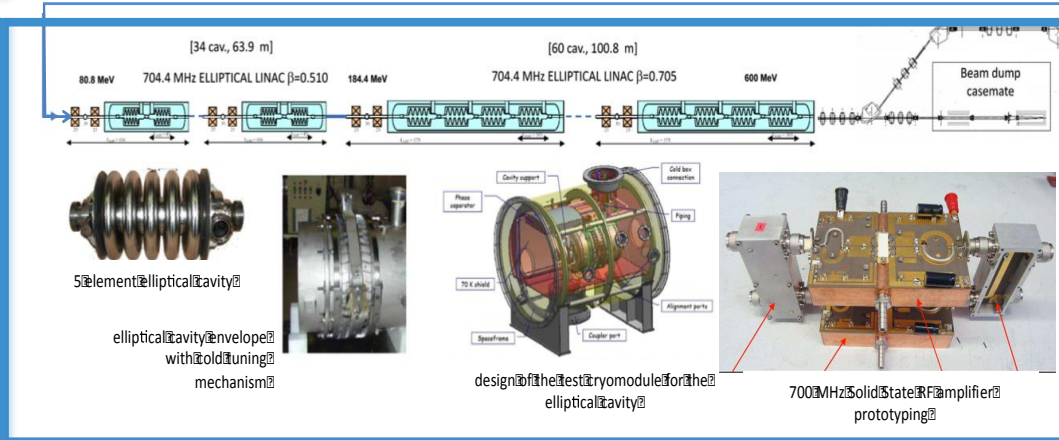 [34 cav., 63.9 m]
[60 cav., 100.8 m]
80.8 MeV
704.4 MHz ELLIPTICAL LINAC β=0.510
184.4 MeV
704.4 MHz ELLIPTICAL LINAC β=0.705
600 MeV
Beam dump
casemate
Cavity support
Cold box
connection
Phase
separator
Piping
70 K shield
Alignment ports
Spaceframe
Coupler port
5 element elliptical cavity
elliptical cavity envelope
with cold tuning
mechanism
design of the test cryomodule for the
elliptical cavity
700 MHz Solid State RF amplifier
prototyping